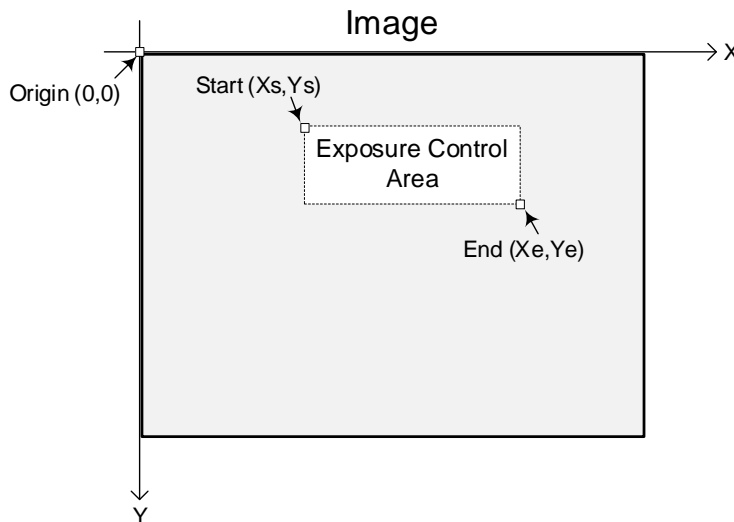 Image
X
Origin (0,0)
Start (Xs,Ys)
Exposure Control
Area
End (Xe,Ye)
Y